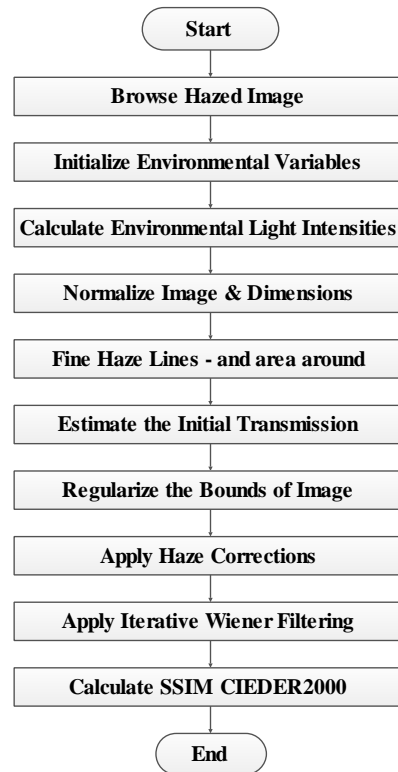 Start
Browse Hazed Image
Initialize Environmental Variables
Calculate Environmental Light Intensities
Normalize Image & Dimensions
Fine Haze Lines - and area around
Estimate the Initial Transmission
Regularize the Bounds of Image
Apply Haze Corrections
Apply Iterative Wiener Filtering
Calculate SSIM CIEDER2000
End